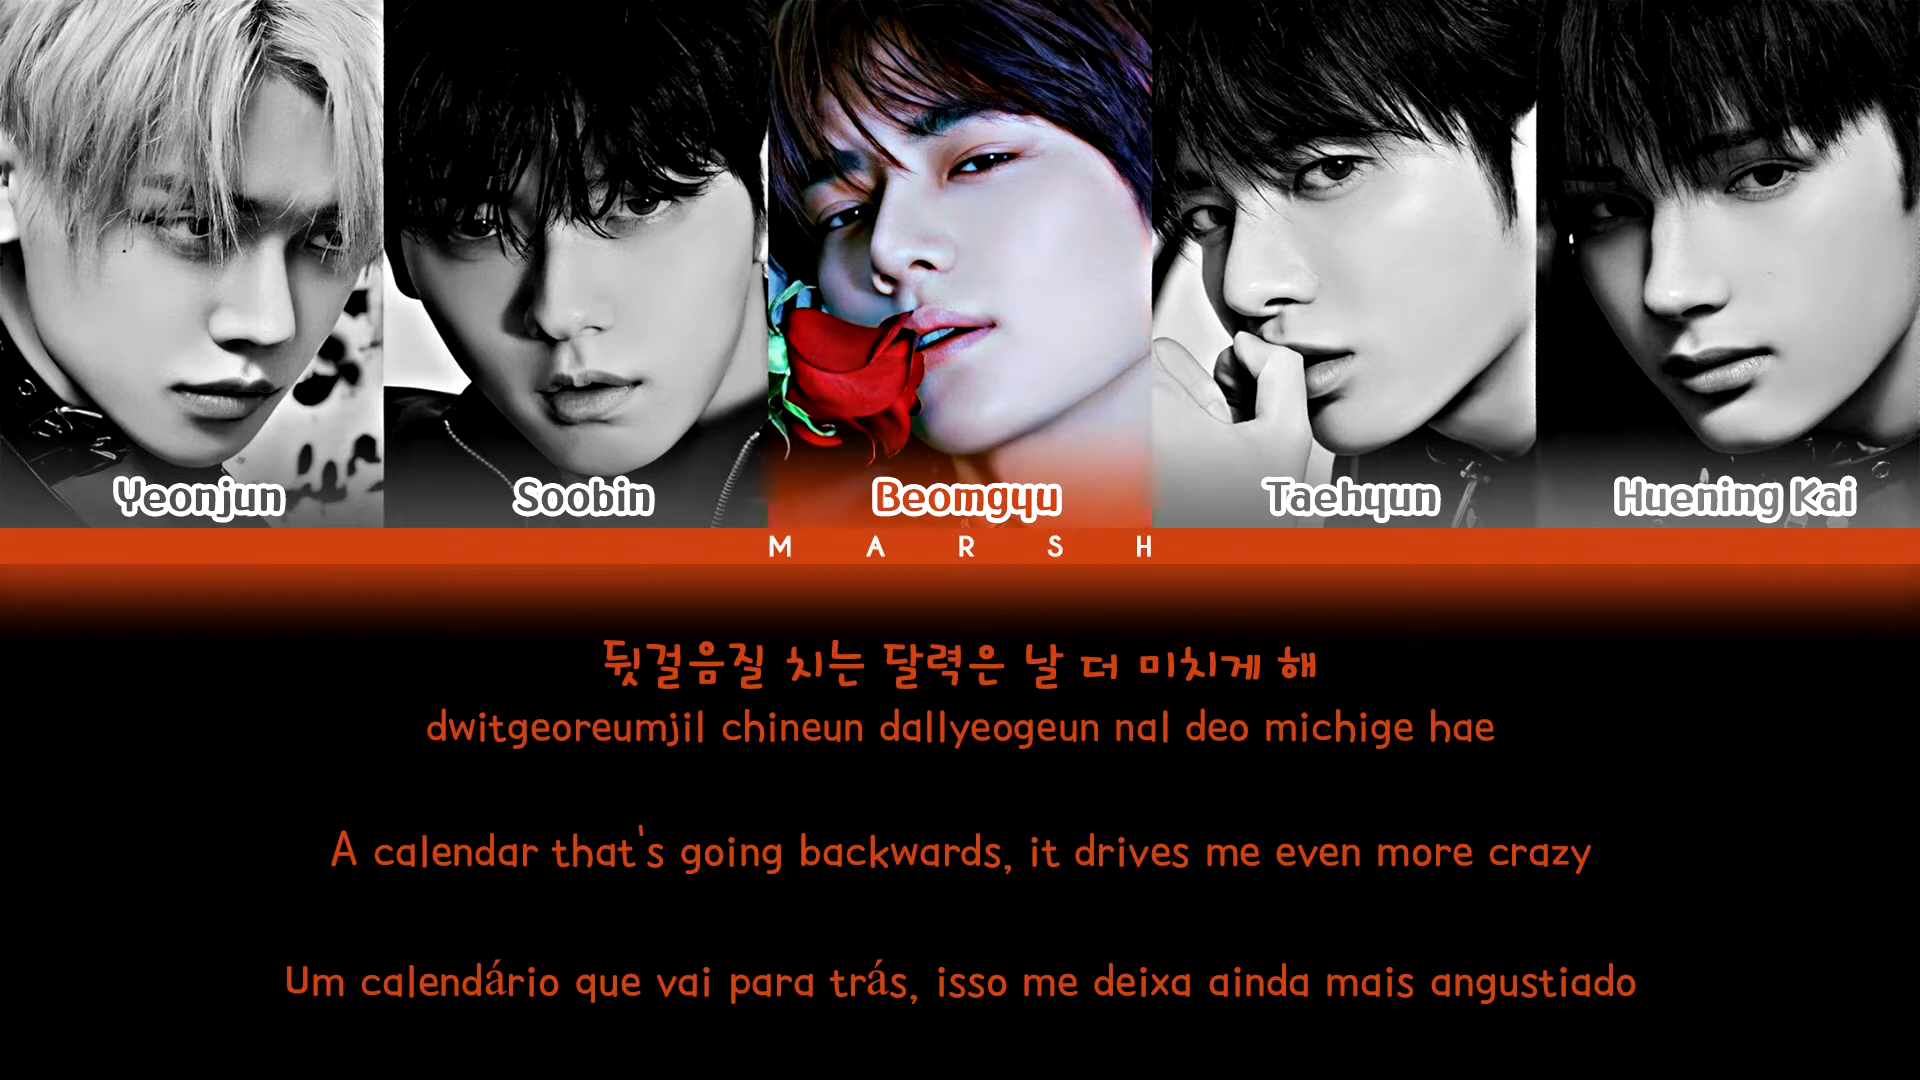 Yeonjun Soobin Beomgyu Taehyun Huening Kai
MARSH
뒷걸음질 치는 달력은 날 더 미치게 해
dwitgeoreumjil chineun dallyeogeun nal deo michige hae
A calendar that's going backwards, it drives me even more crazy
Um calendário que vai para trás, isso me deixa ainda mais angustiado